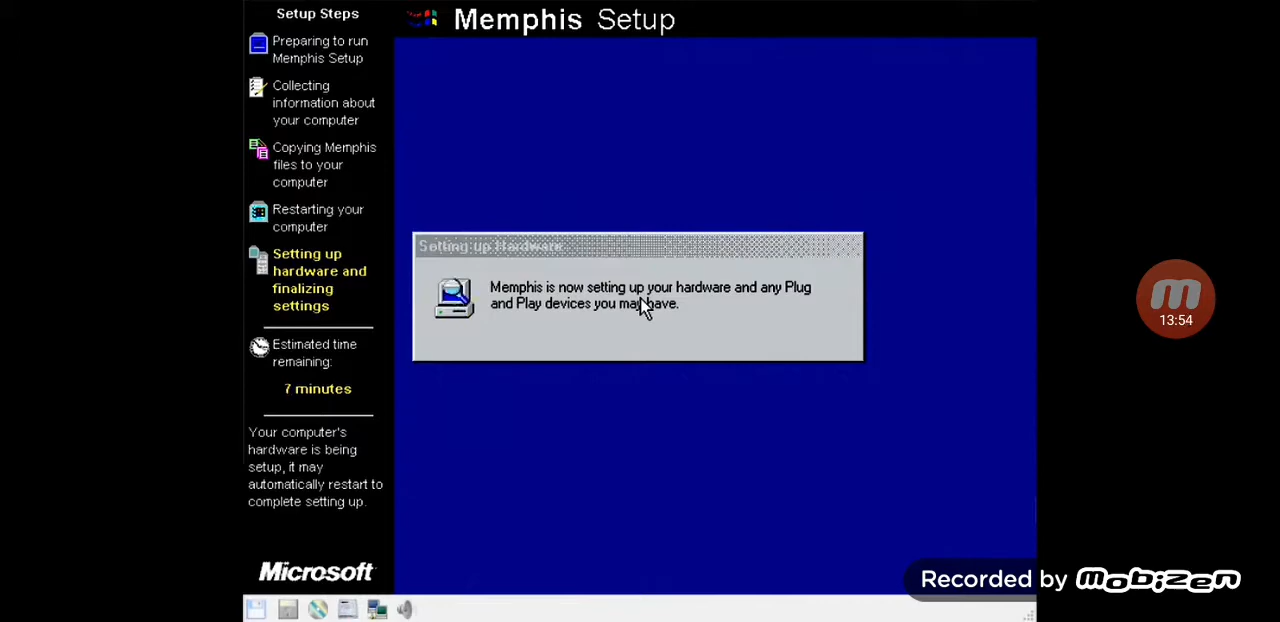 Setup Steps
Preparing to run
Memphis Setup
Collecting
information about
your computer
Copying Memphis
files to your
computer
Restarting your
computer
Setting up
hardware and
finalizing
settings
Estimated time
remaining:
7 minutes
Your computer's
hardware is being
setup, it may
automatically restart to
complete setting up.
Microsoft
Memphis Setup
Setting up Hardware
Memphis is now setting up your hardware and any Plug
and Play devices you may have.
13:54
Recorded by mobizen